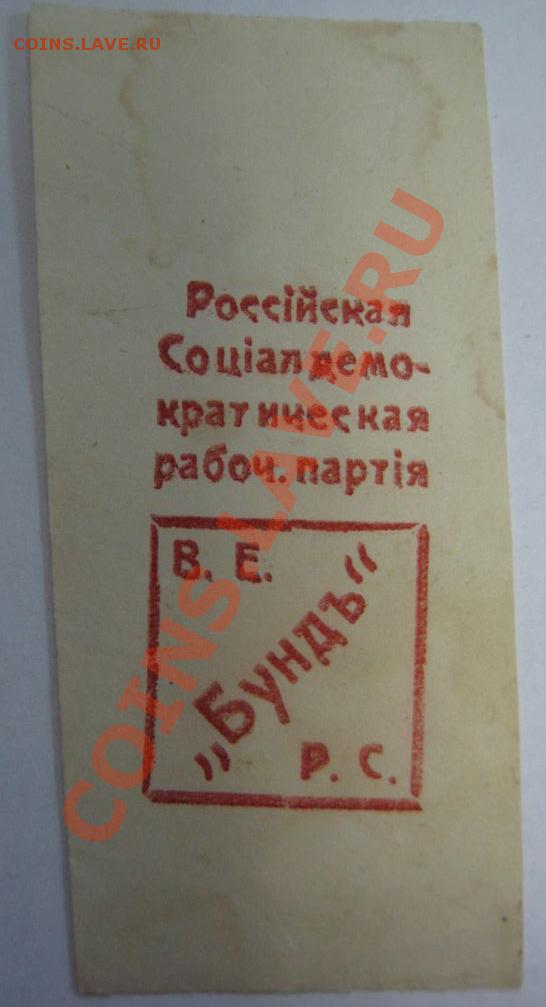 COINS.LAVE.RU
Россiйская
Соцiалдемо-
кратическая
рабоч. партiя
В. Е.
„Бундъ“
Р. С.
COINS.LAVE.RU